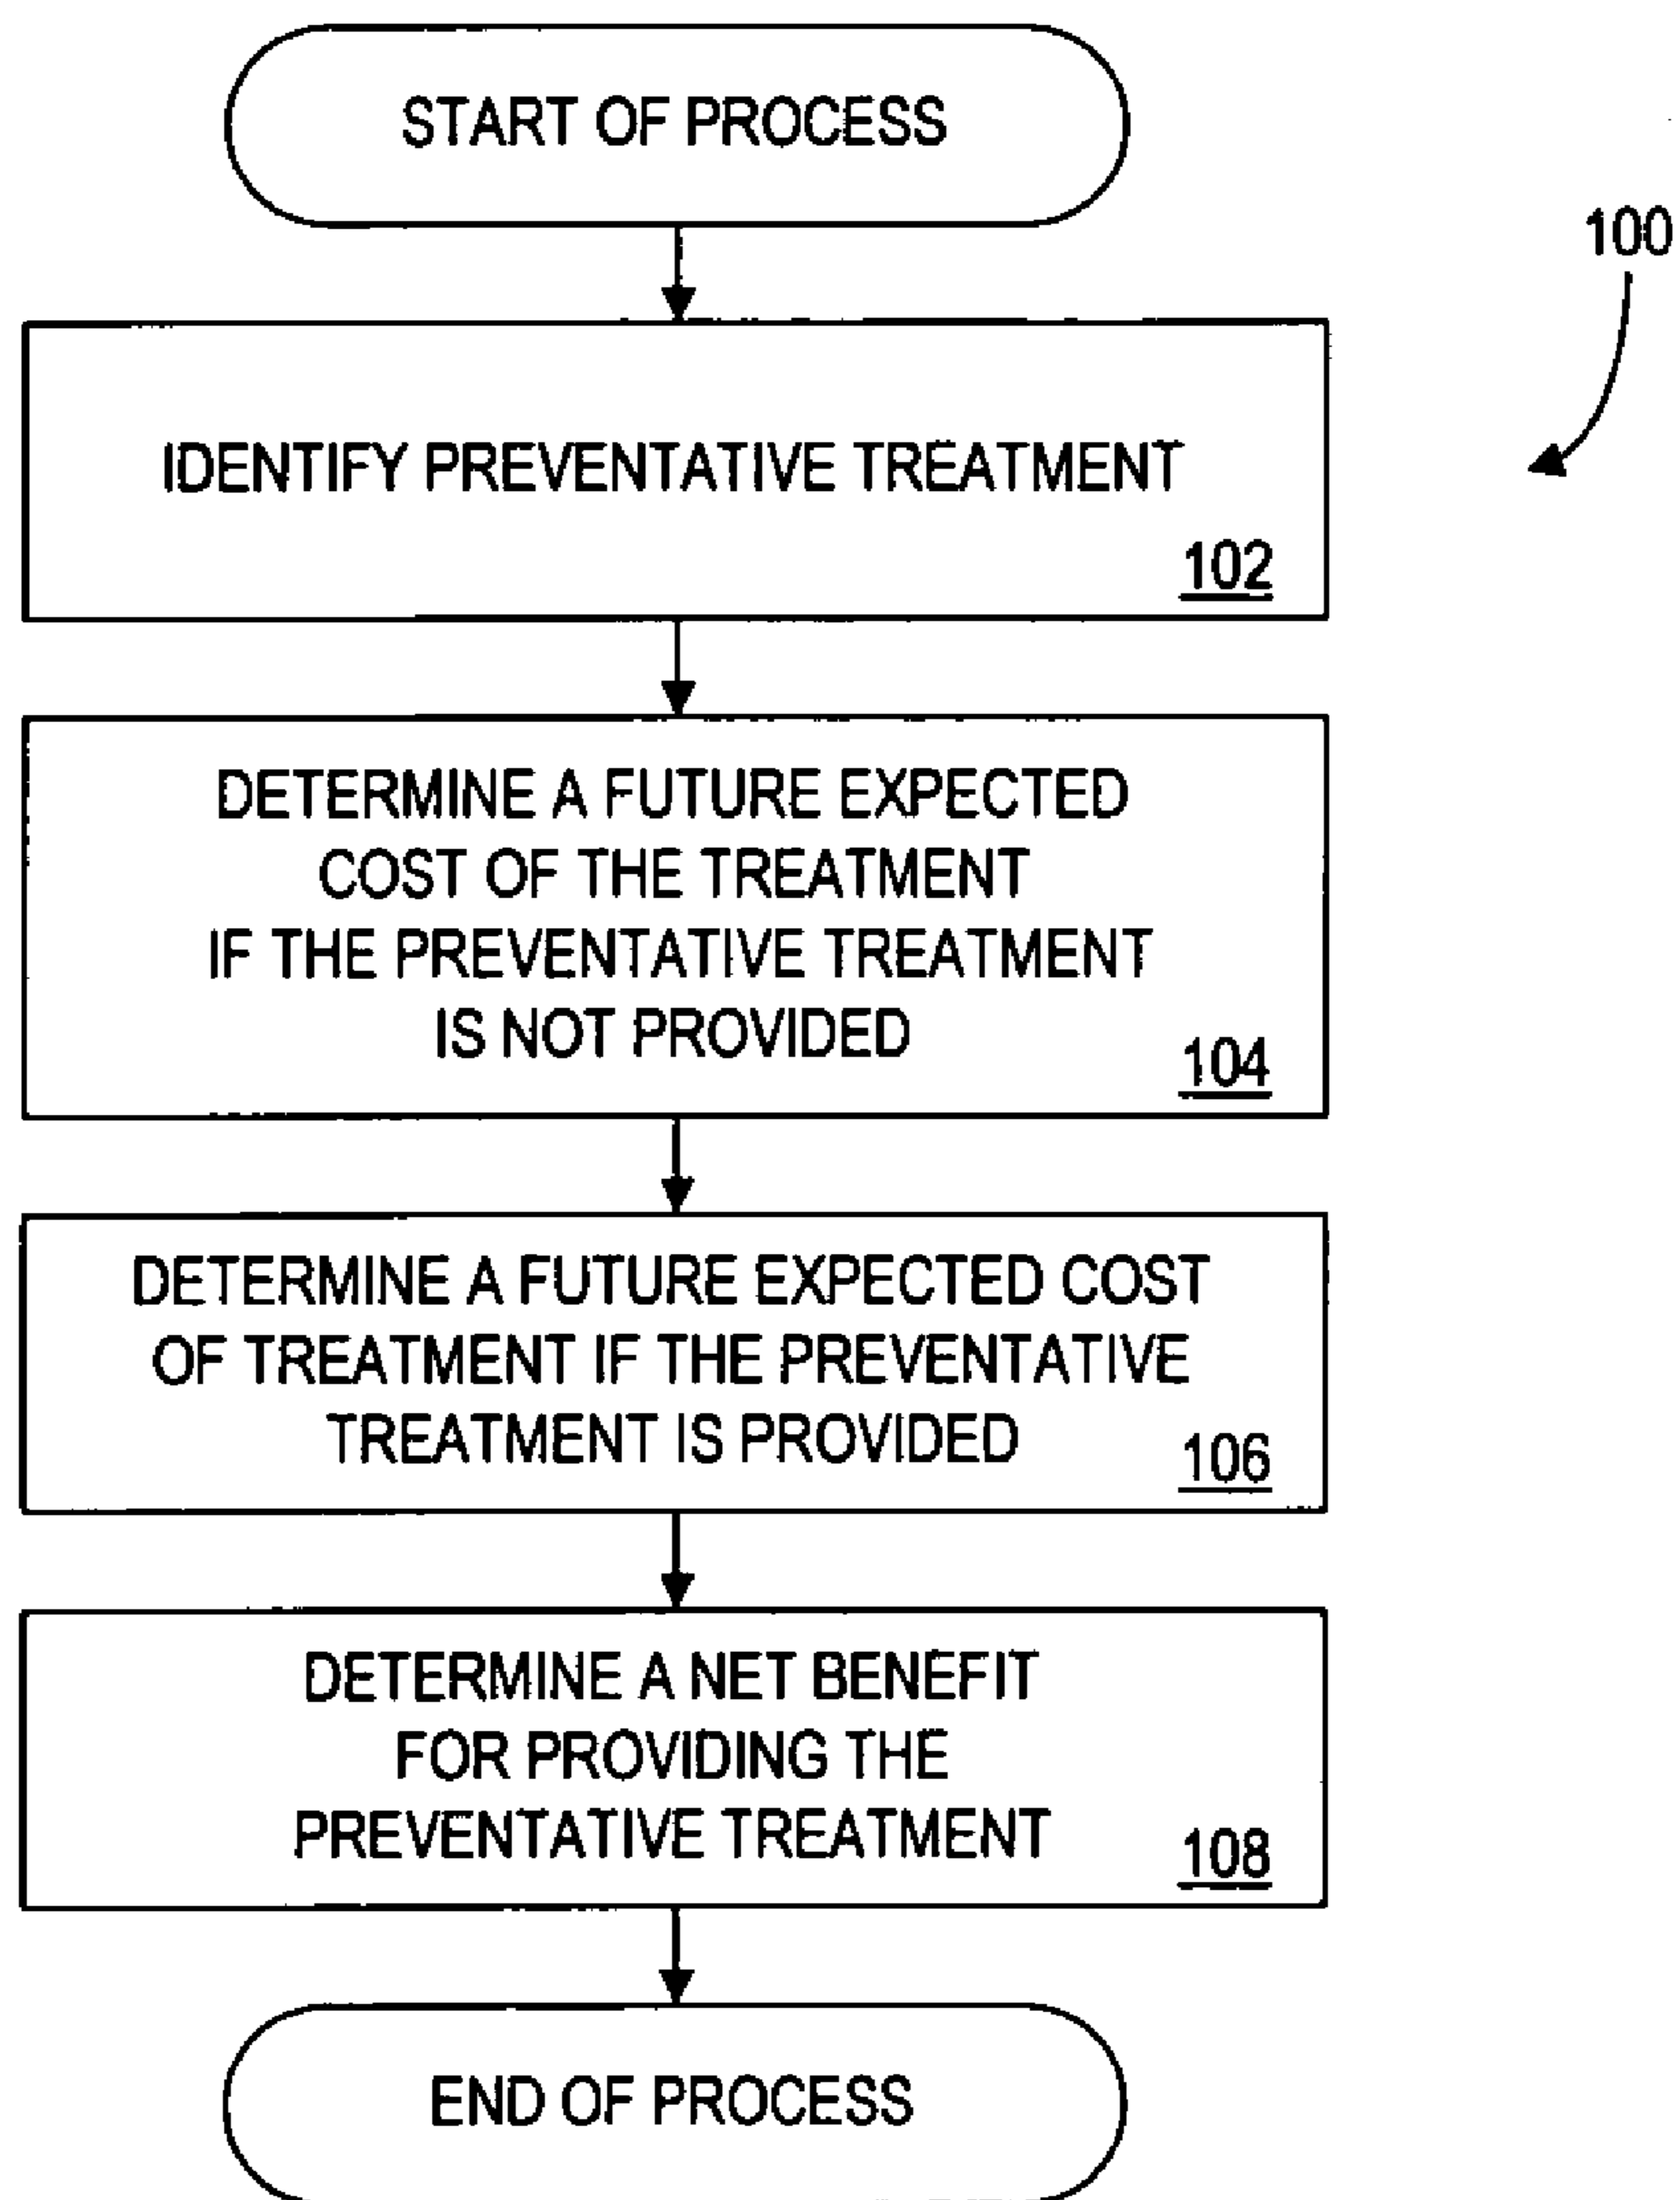 START OF PROCESS
100
IDENTIFY PREVENTATIVE TREATMENT
102
DETERMINE A FUTURE EXPECTED
COST OF THE TREATMENT
IF THE PREVENTATIVE TREATMENT
IS NOT PROVIDED
104
DETERMINE A FUTURE EXPECTED COST
OF TREATMENT IF THE PREVENTATIVE
TREATMENT IS PROVIDED
106
DETERMINE A NET BENEFIT
FOR PROVIDING THE
PREVENTATIVE TREATMENT
108
END OF PROCESS